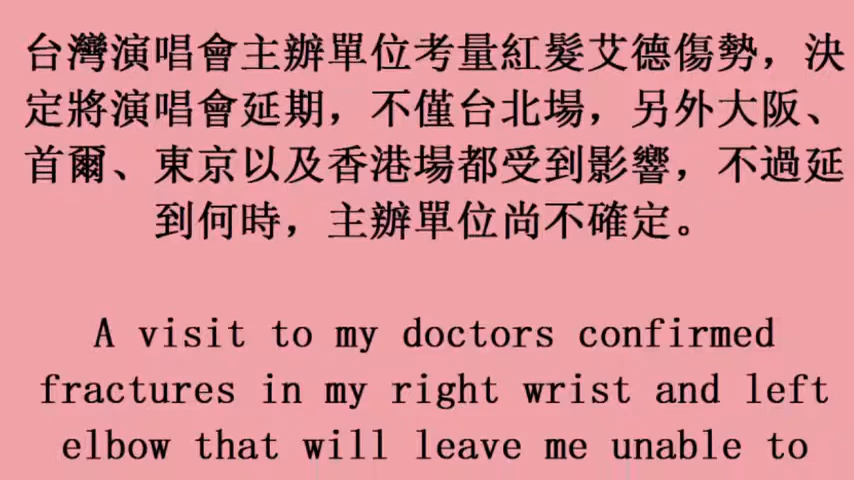 台灣演唱會主辦單位考量紅髮艾德傷勢，決
定將演唱會延期，不僅台北場，另外大阪、
首爾、東京以及香港場都受到影響，不過延
到何時，主辦單位尚不確定。
A visit to my doctors confirmed
fractures in my right wrist and left
elbow that will leave me unable to